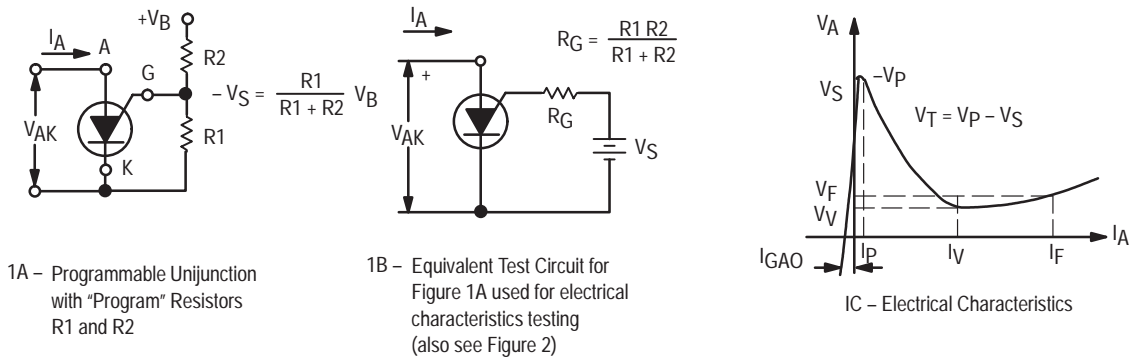 +VB
IA
A
R2
G
– VS = R1 / R1 + R2 VB
VAK
R1
K
1A – Programmable Unijunction
with “Program” Resistors
R1 and R2
IA
RG = R1 R2 / R1 + R2
+
RG
VAK
VS
1B – Equivalent Test Circuit for
Figure 1A used for electrical
characteristics testing
(also see Figure 2)
VA
–VP
VS
VT = VP – VS
VF
VV
IA
IGAO
IP
IV
IF
IC – Electrical Characteristics